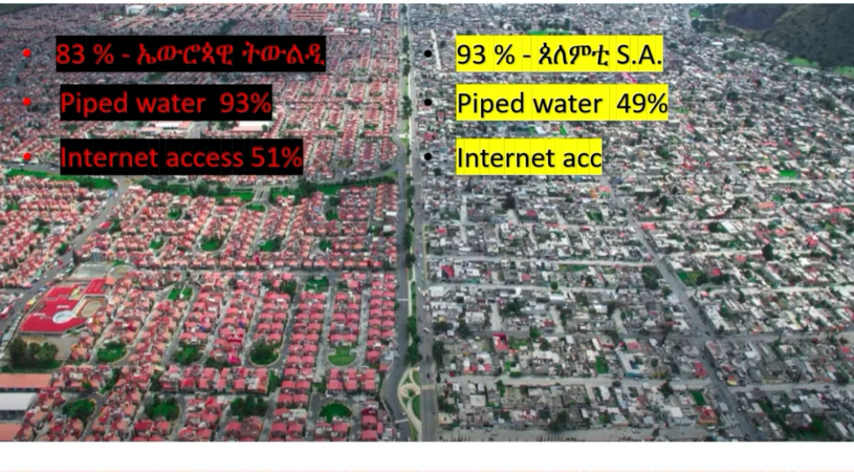 83 % - ኤውሮጳዊ ትውልዲ
Piped water 93%
Internet access 51%
93 % - ጸለምቲ S.A.
Piped water 49%
Internet acc